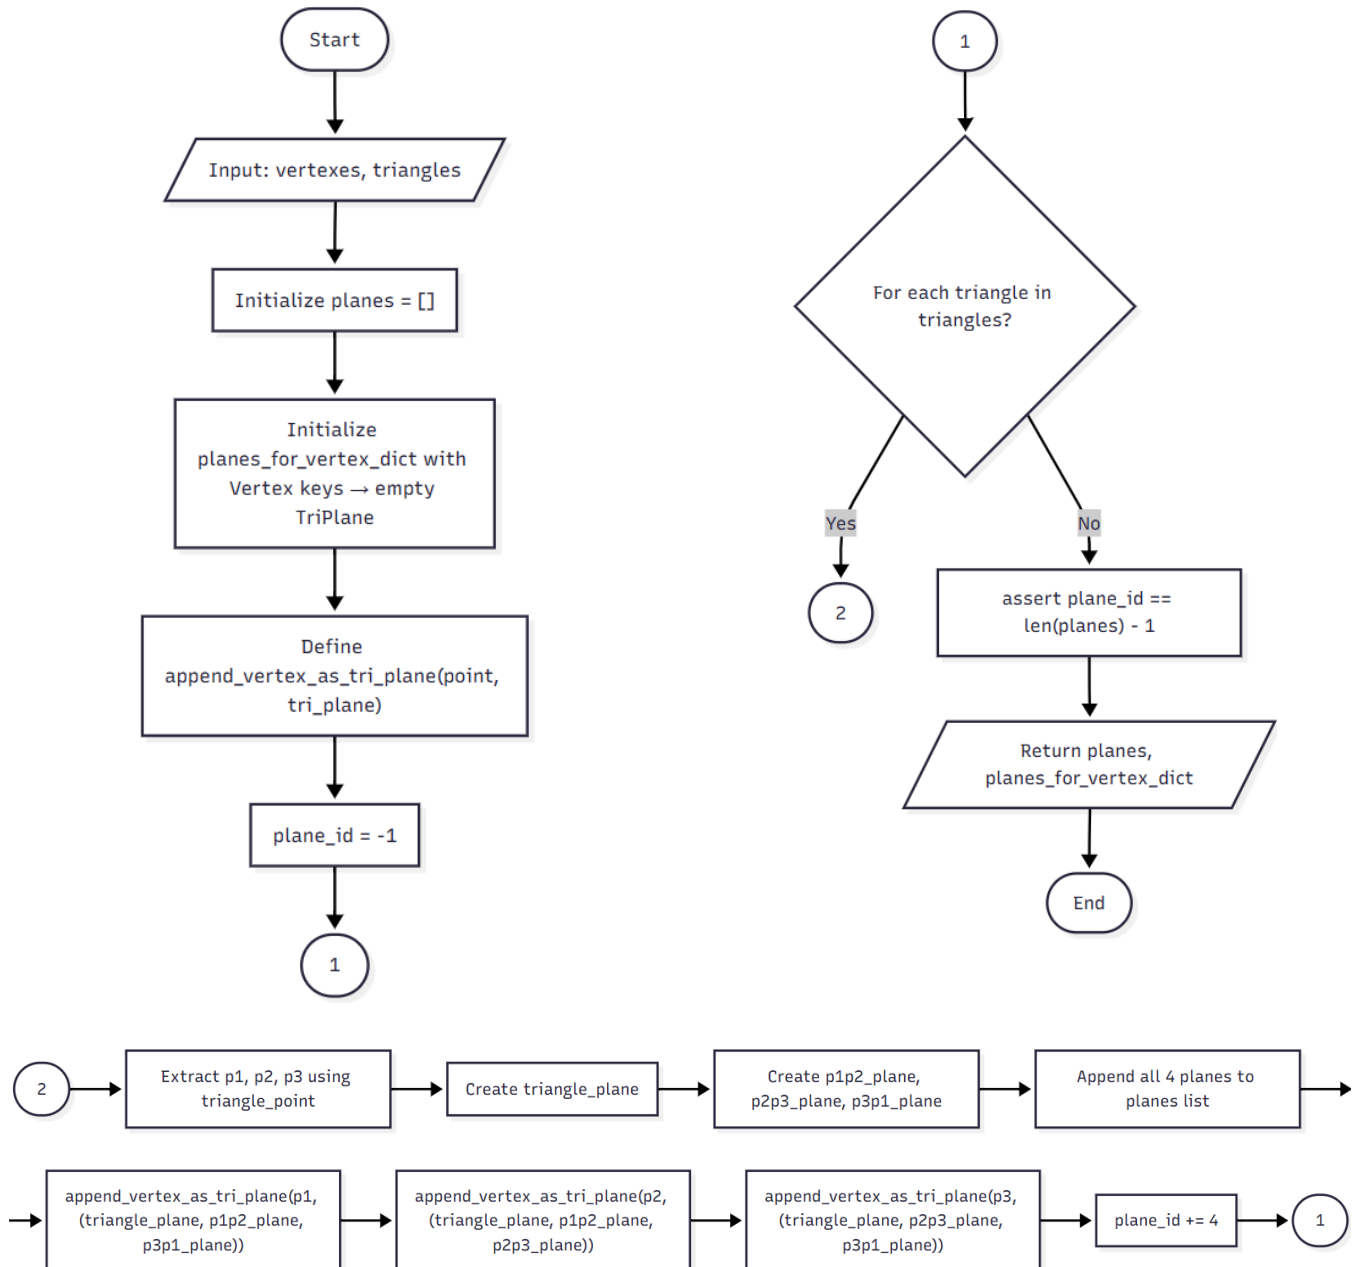 Start
Input: vertexes, triangles
Initialize planes = []
Initialize
planes_for_vertex_dict with
Vertex keys → empty
TriPlane
Define
append_vertex_as_tri_plane(point,
tri_plane)
plane_id = -1
1
1
For each triangle in
triangles?
Yes
No
2
assert plane_id ==
len(planes) - 1
Return planes,
planes_for_vertex_dict
End
2
Extract p1, p2, p3 using
triangle_point
Create triangle_plane
Create p1p2_plane,
p2p3_plane, p3p1_plane
Append all 4 planes to
planes list
append_vertex_as_tri_plane(p1,
(triangle_plane, p1p2_plane,
p3p1_plane))
append_vertex_as_tri_plane(p2,
(triangle_plane, p1p2_plane,
p2p3_plane))
append_vertex_as_tri_plane(p3,
(triangle_plane, p2p3_plane,
p3p1_plane))
plane_id += 4
1